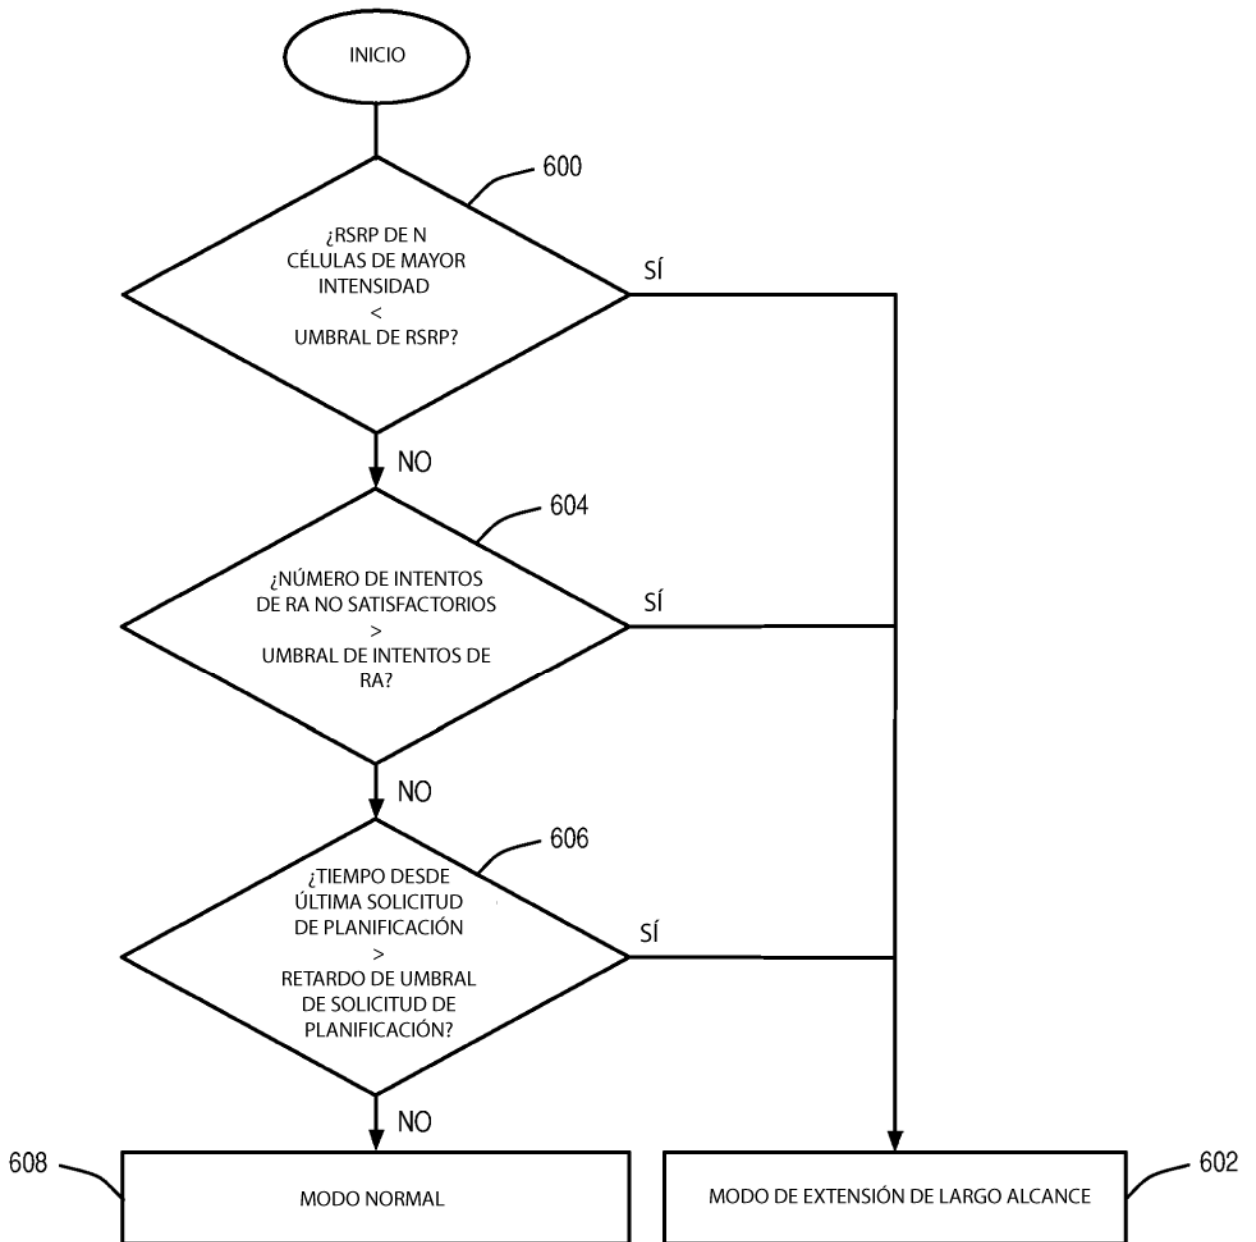 INICIO
600
¿RSRP DE N
CÉLULAS DE MAYOR
INTENSIDAD
<
UMBRAL DE RSRP?
SÍ
NO
604
¿NÚMERO DE INTENTOS
DE RA NO SATISFACTORIOS
>
UMBRAL DE INTENTOS DE
RA?
SÍ
NO
606
¿TIEMPO DESDE
ÚLTIMA SOLICITUD
DE PLANIFICACIÓN
>
RETARDO DE UMBRAL
DE SOLICITUD DE
PLANIFICACIÓN?
SÍ
NO
608
MODO NORMAL
MODO DE EXTENSIÓN DE LARGO ALCANCE
602